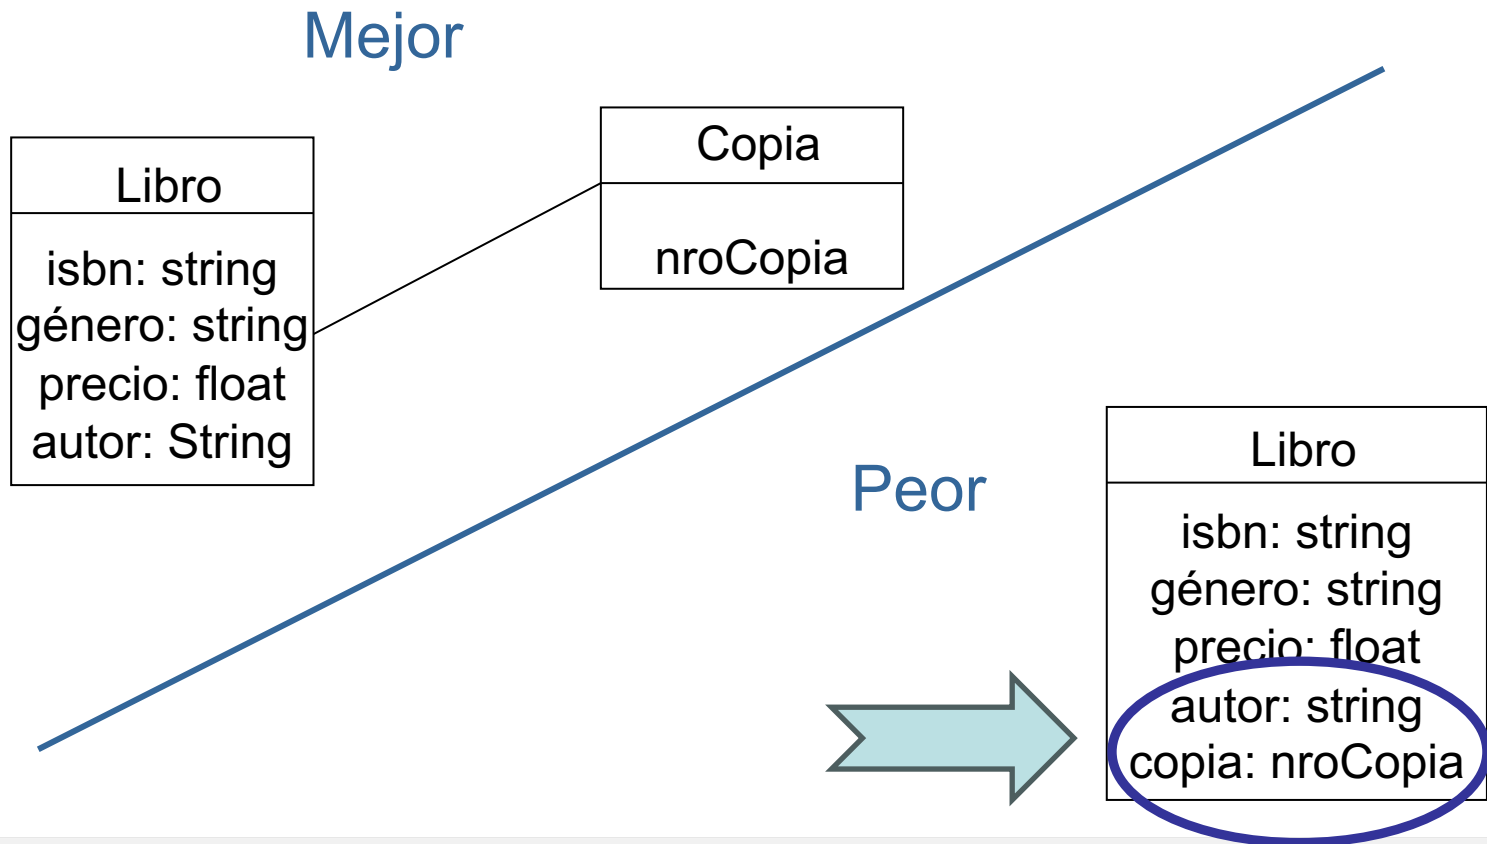 Mejor
Libro
isbn: string
género: string
precio: float
autor: String
Copia
nroCopia
Peor
Libro
isbn: string
género: string
precio: float
autor: string
copia: nroCopia